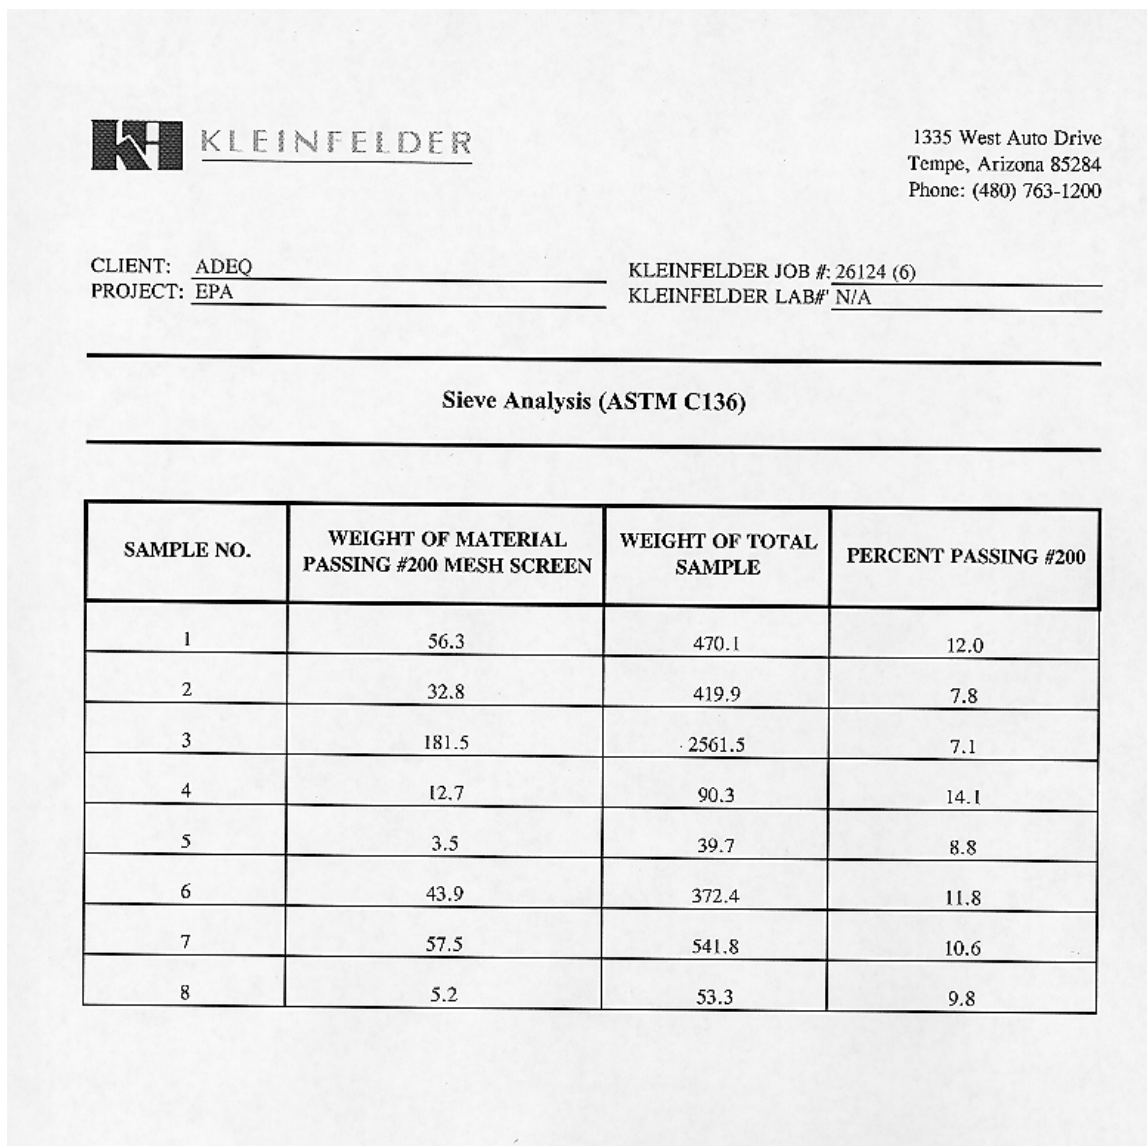 KLEINFELDER
1335 West Auto Drive
Tempe, Arizona 85284
Phone: (480) 763-1200
CLIENT: ADEQ
PROJECT: EPA
KLEINFELDER JOB #: 26124 (6)
KLEINFELDER LAB#' N/A
Sieve Analysis (ASTM C136)
SAMPLE NO. WEIGHT OF MATERIAL PASSING #200 MESH SCREEN WEIGHT OF TOTAL SAMPLE PERCENT PASSING #200
1 56.3 470.1 12.0
2 32.8 419.9 7.8
3 181.5 2561.5 7.1
4 12.7 90.3 14.1
5 3.5 39.7 8.8
6 43.9 372.4 11.8
7 57.5 541.8 10.6
8 5.2 53.3 9.8